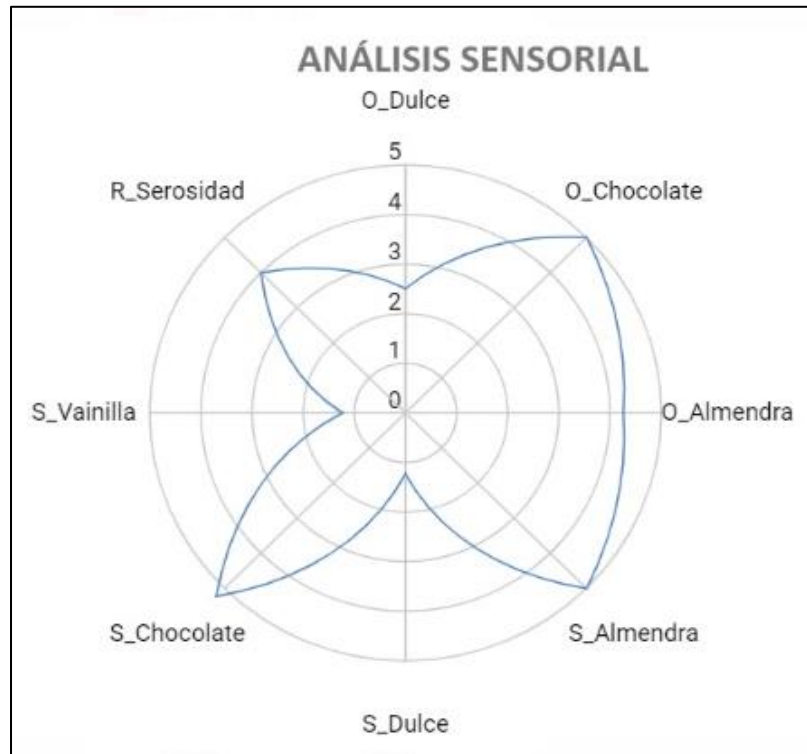 ANÁLISIS SENSORIAL
O_Dulce
5
R_Serosidad
O_Chocolate
4
3
2
1
S_Vainilla
0
O_Almendra
S_Chocolate
S_Almendra
S_Dulce